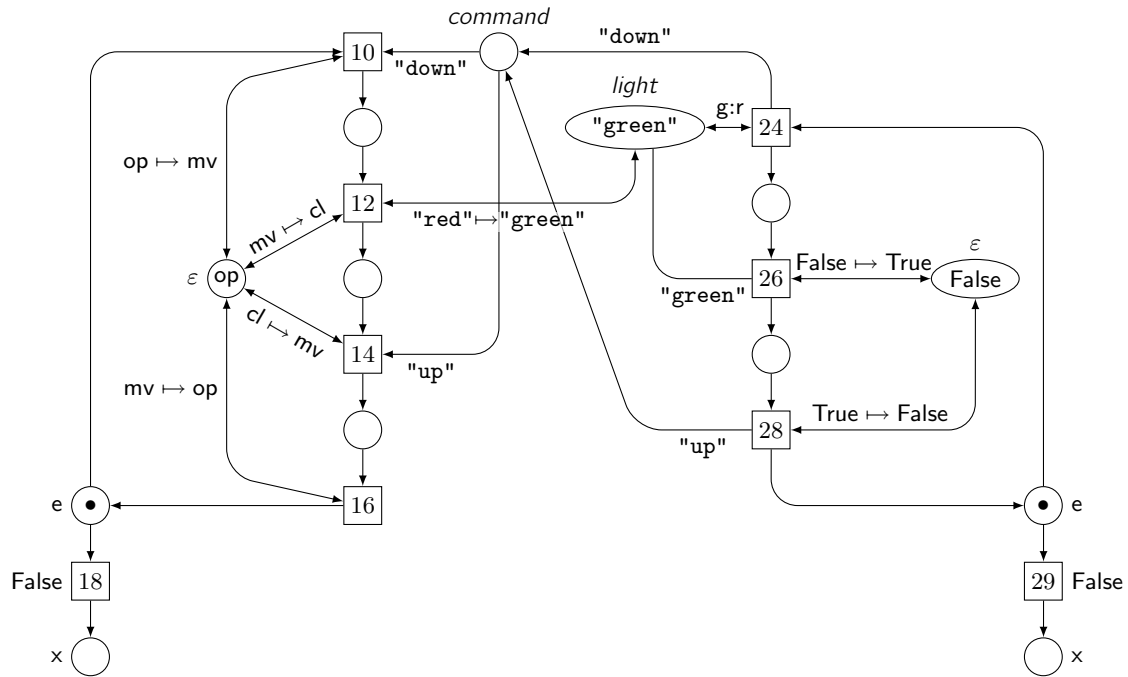 command
"down"
10
"down"
light
g:r
"green"
24
op ↦ mv
12
mv ↦ cl
"red"↦"green"
ε
ε
op
26
False ↦ True
False
"green"
cl ↦ mv
14
"up"
mv ↦ op
28
True ↦ False
"up"
e
16
e
False
18
29
False
x
x